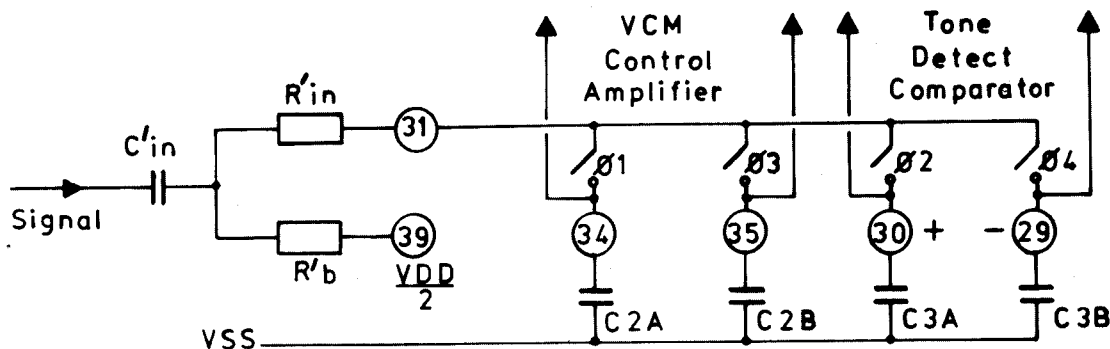 VCM
Control
Amplifier
Tone
Detect
Comparator
R'in
31
C'in
Ø1
Ø3
Ø2
Ø4
Signal
39
34
35
30 +
- 29
R'b
VDD
2
C2A
C2B
C3A
C3B
VSS